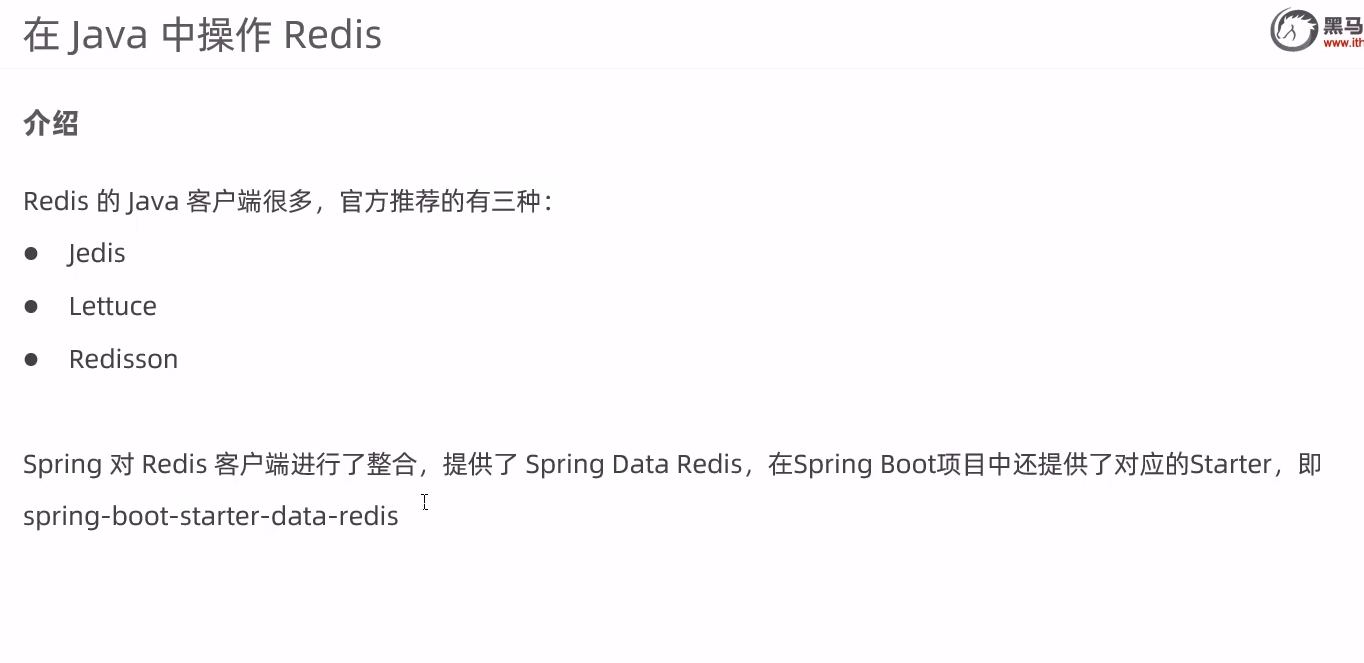 在 Java 中操作 Redis
黑马
www.ith
介绍
Redis 的 Java 客户端很多，官方推荐的有三种：
● Jedis
● Lettuce
● Redisson
Spring 对 Redis 客户端进行了整合，提供了 Spring Data Redis，在Spring Boot项目中还提供了对应的Starter，即
spring-boot-starter-data-redis